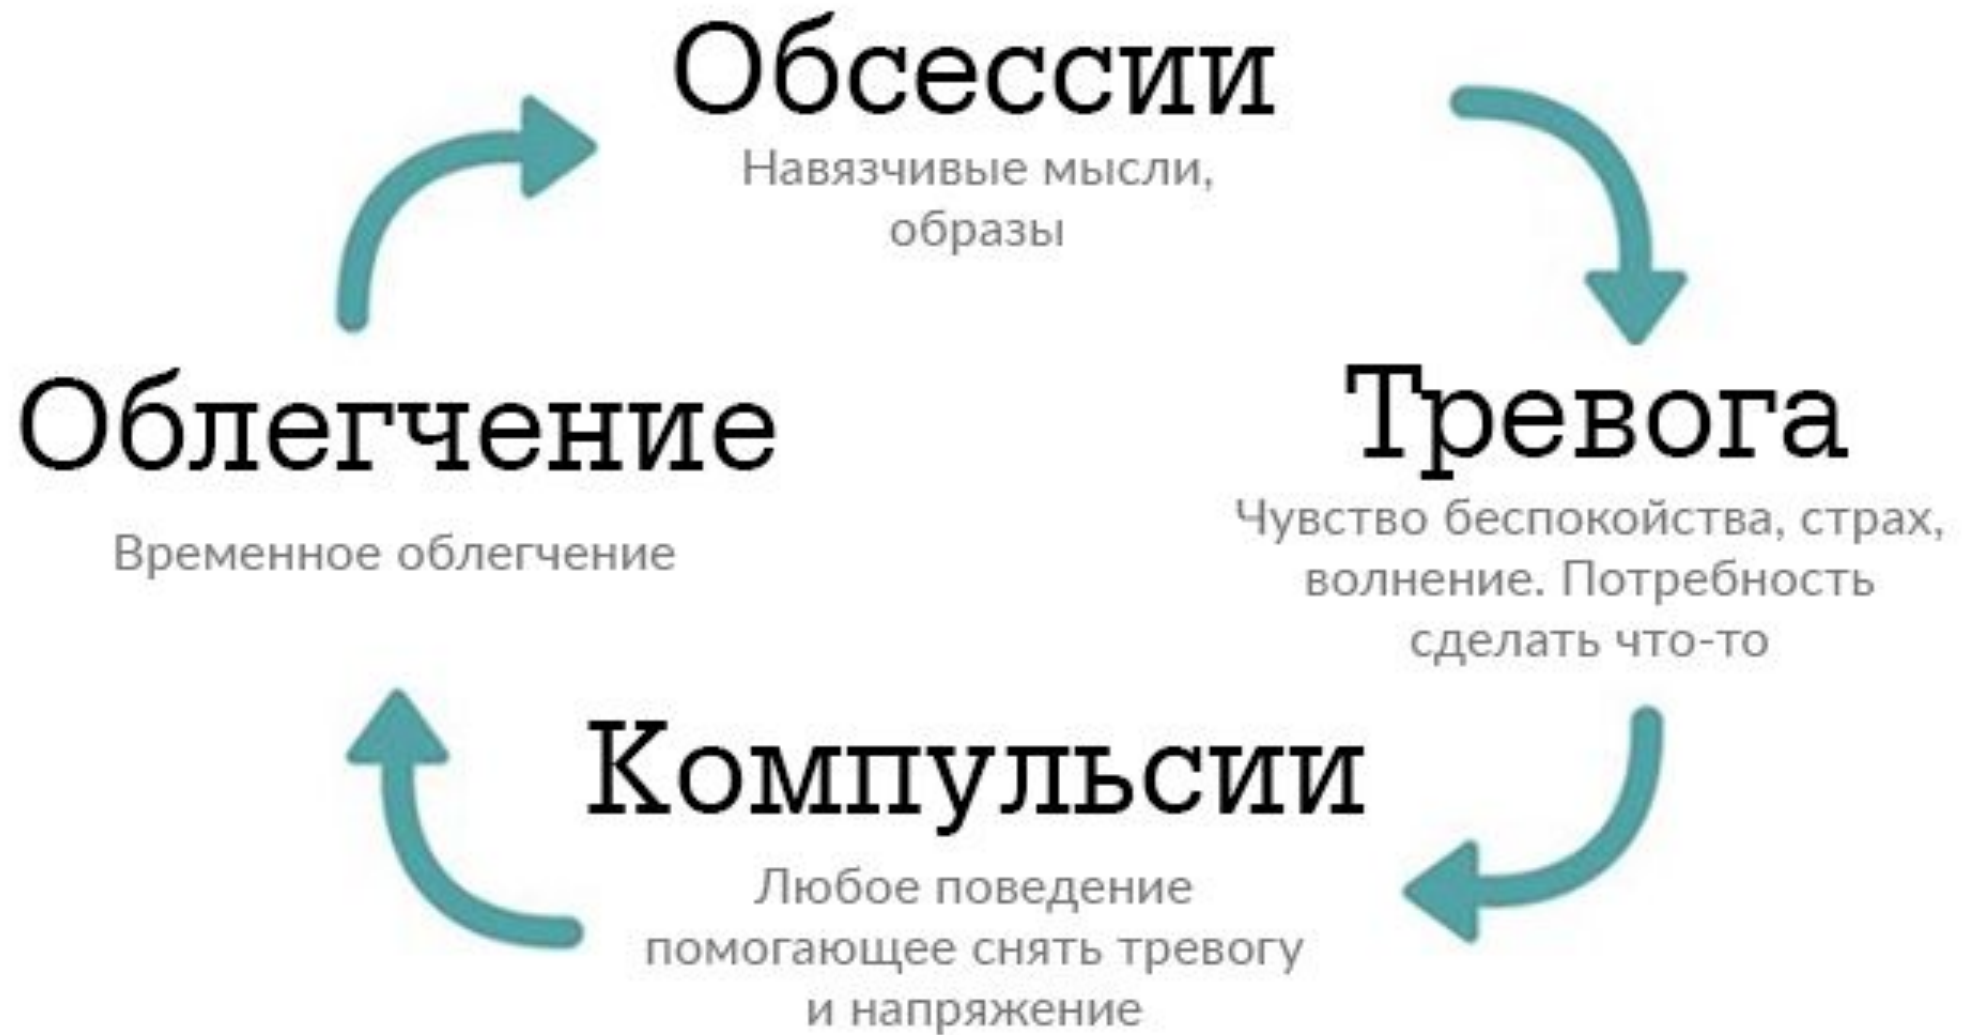 Обсессии
Навязчивые мысли,
образы
Облегчение
Временное облегчение
Тревога
Чувство беспокойства, страх,
волнение. Потребность
сделать что-то
Компульсии
Любое поведение
помогающее снять тревогу
и напряжение